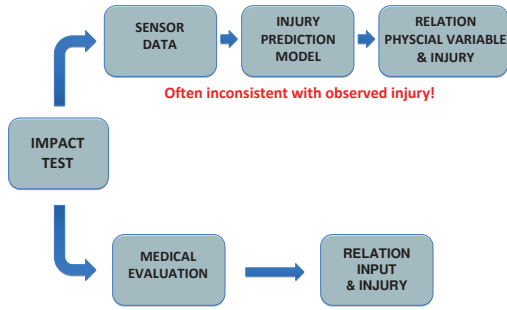 SENSOR
DATA
INJURY
PREDICTION
MODEL
RELATION
PHYSCIAL VARIABLE
& INJURY
Often inconsistent with observed injury!
IMPACT
TEST
MEDICAL
EVALUATION
RELATION
INPUT
& INJURY